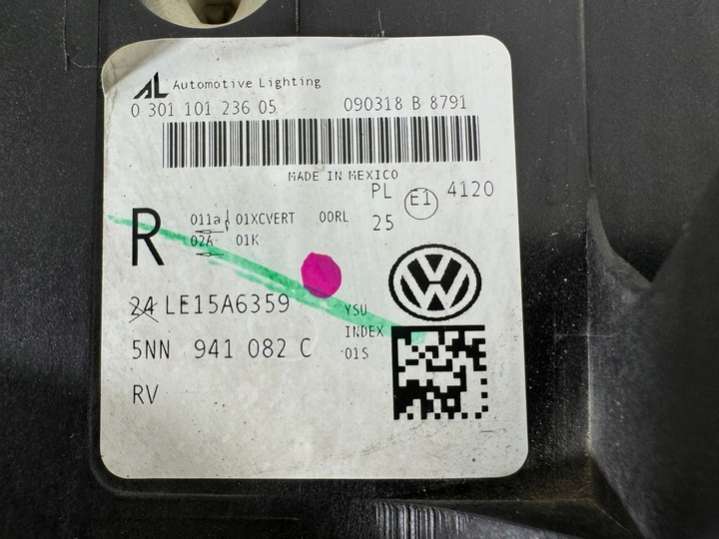 AL Automotive Lighting
0 301 101 236 05 090318 B 8791
MADE IN MEXICO
PL E1 4120
25
R
011a 01XCVERT 00RL
02A 01K
24 LE15A6359
YSU
INDEX
01S
5NN 941 082 C
RV